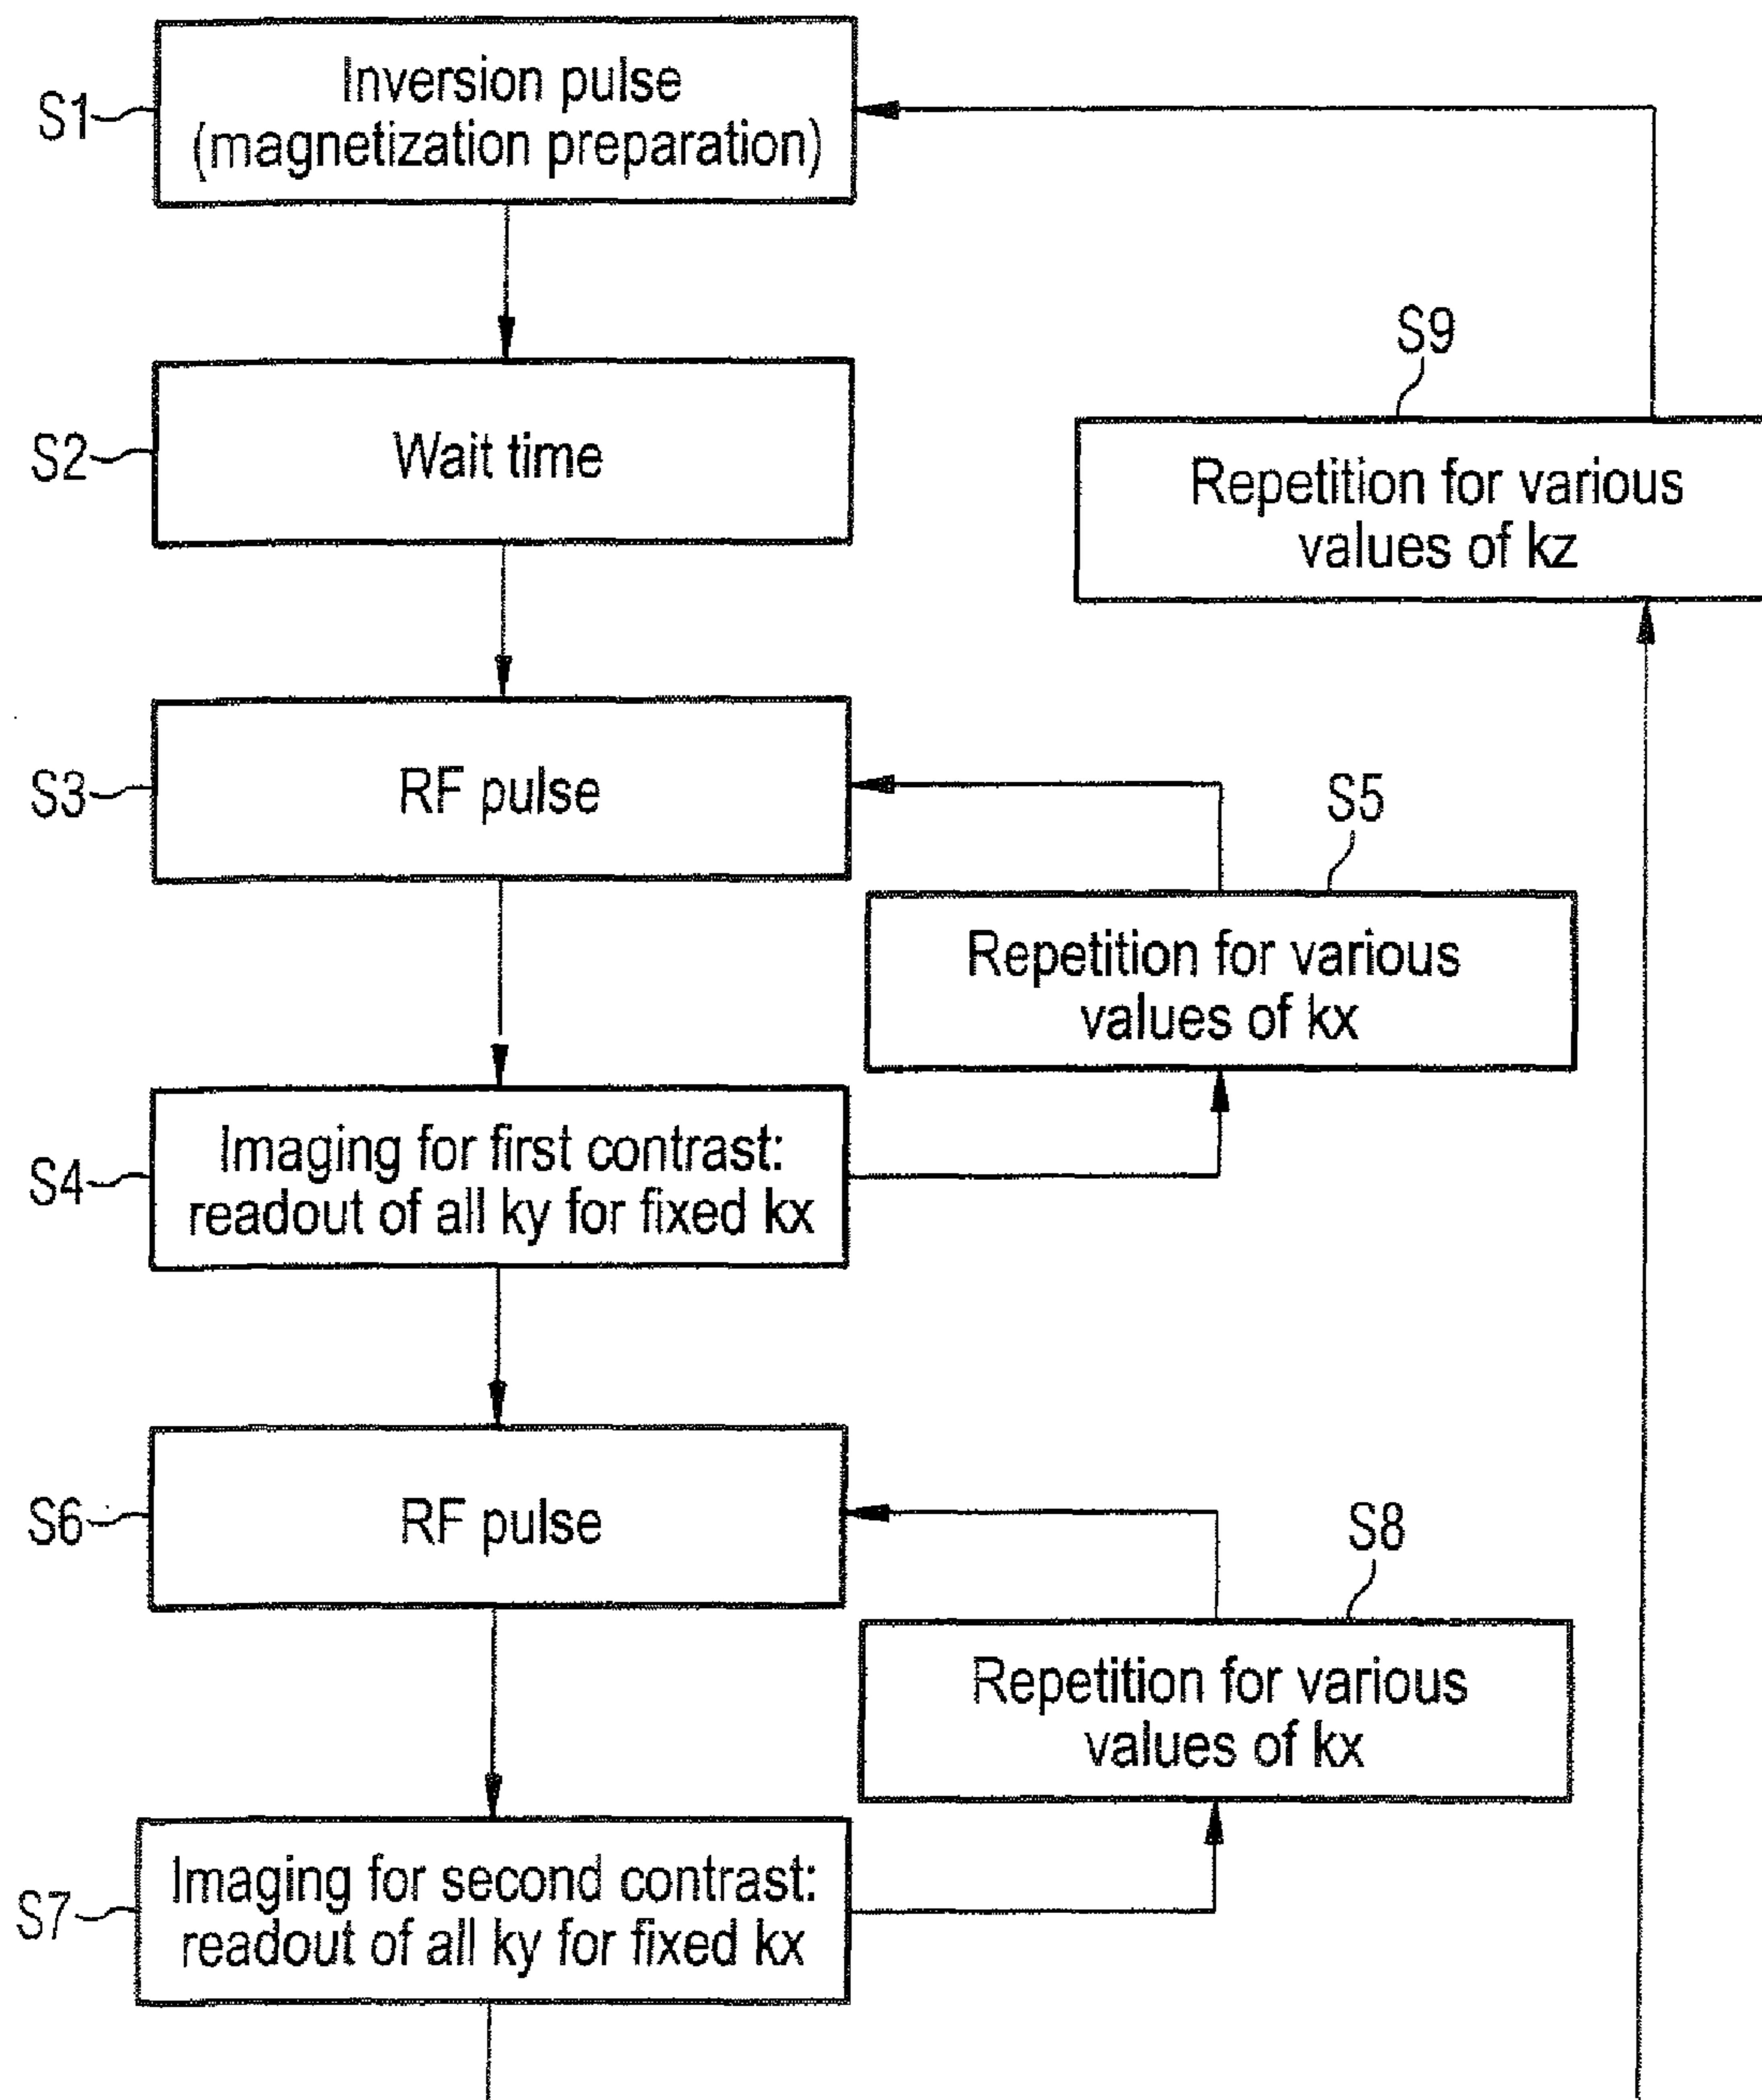 S1
Inversion pulse
(magnetization preparation)
S2
Wait time
S9
Repetition for various
values of kz
S3
RF pulse
S5
Repetition for various
values of kx
S4
Imaging for first contrast:
readout of all ky for fixed kx
S6
RF pulse
S8
Repetition for various
values of kx
S7
Imaging for second contrast:
readout of all ky for fixed kx